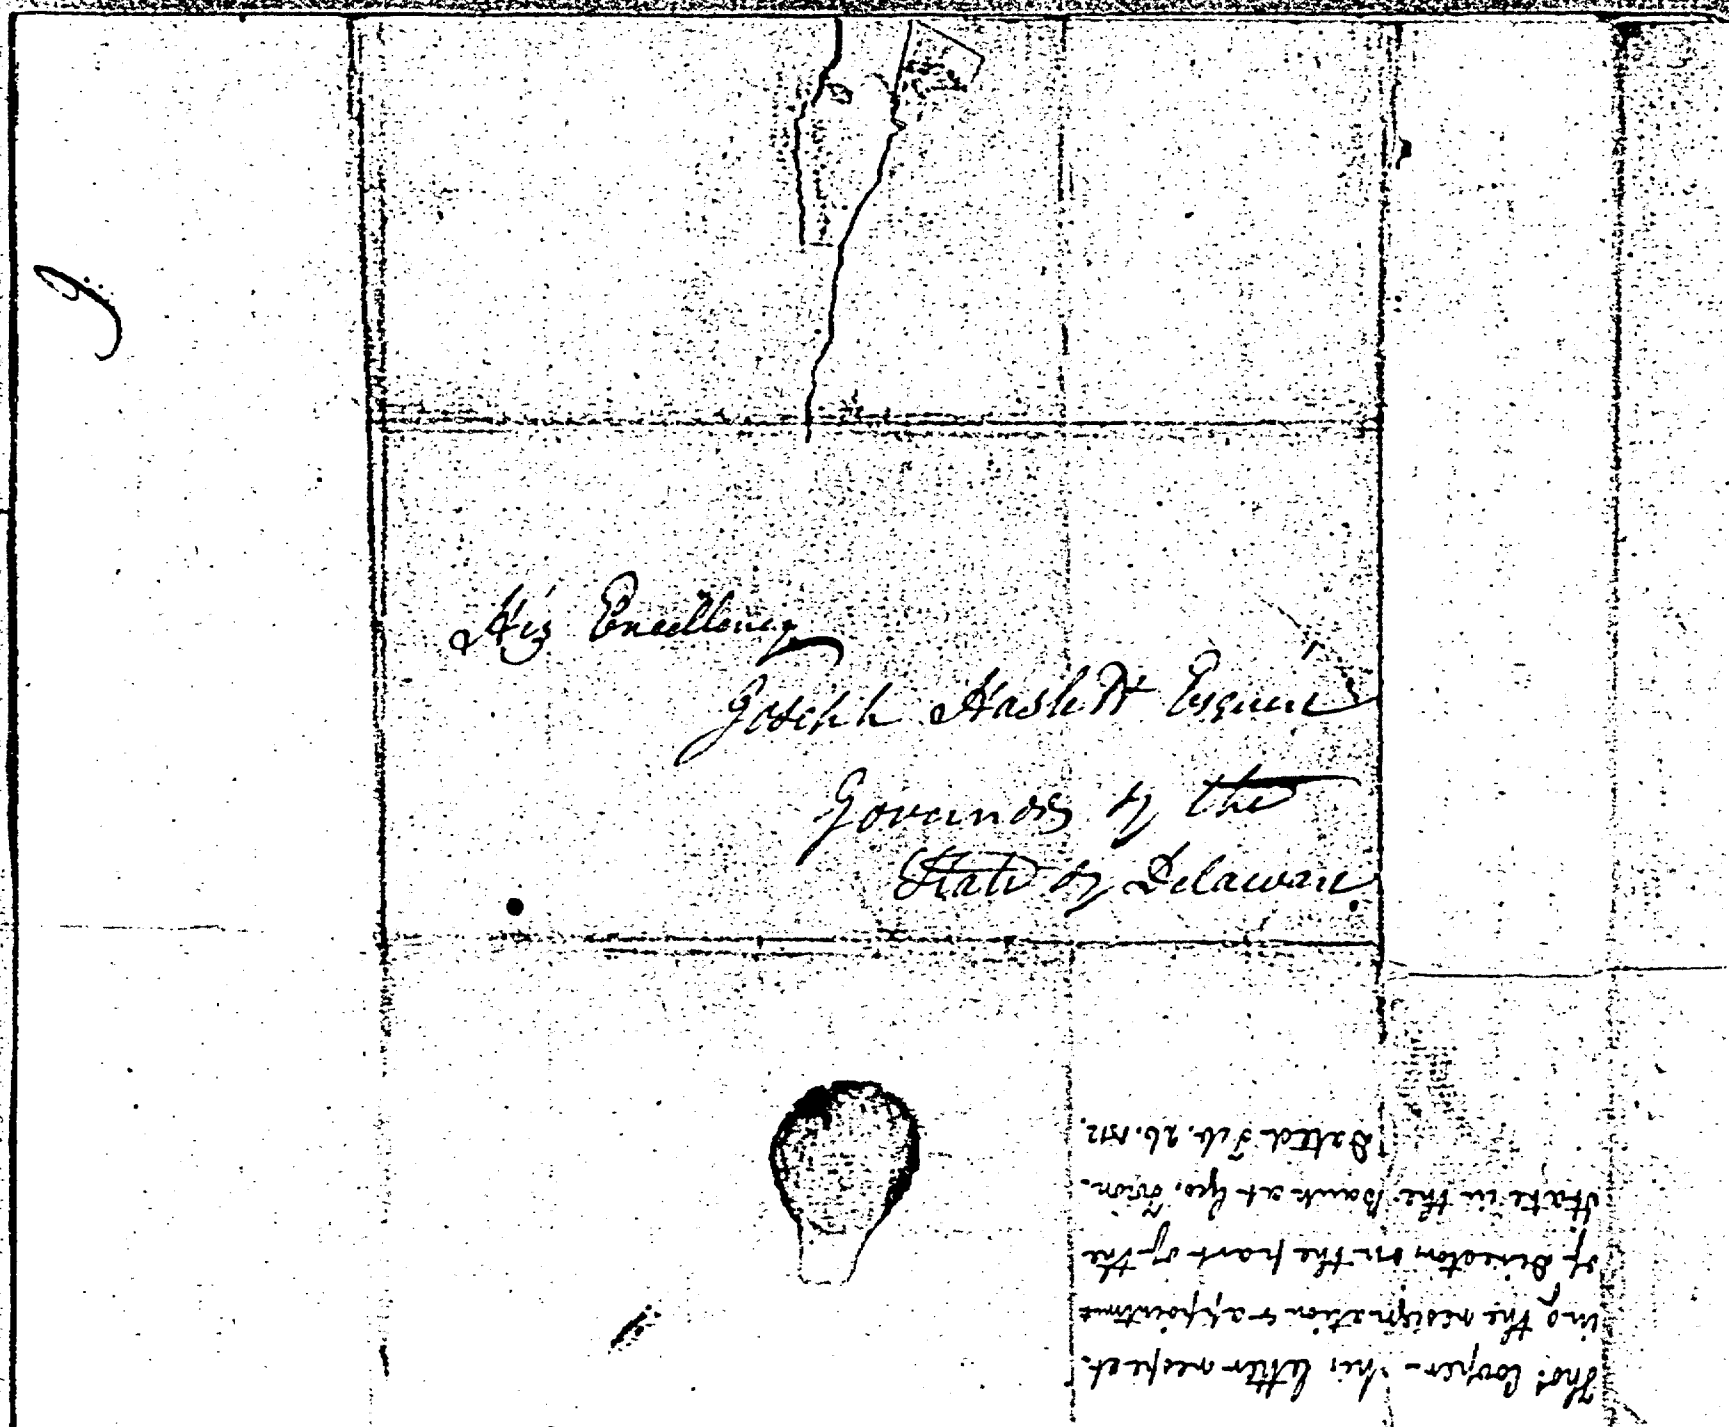 His Excellency
Joseph Haslett Esquire
Governor of the
State of Delaware
Thos. Cooper - his letter respect-
ing the resignation & appointment
of Director on the part of the
State in the Bank at Geo. Town.
Dated Feb. 26. 1812.